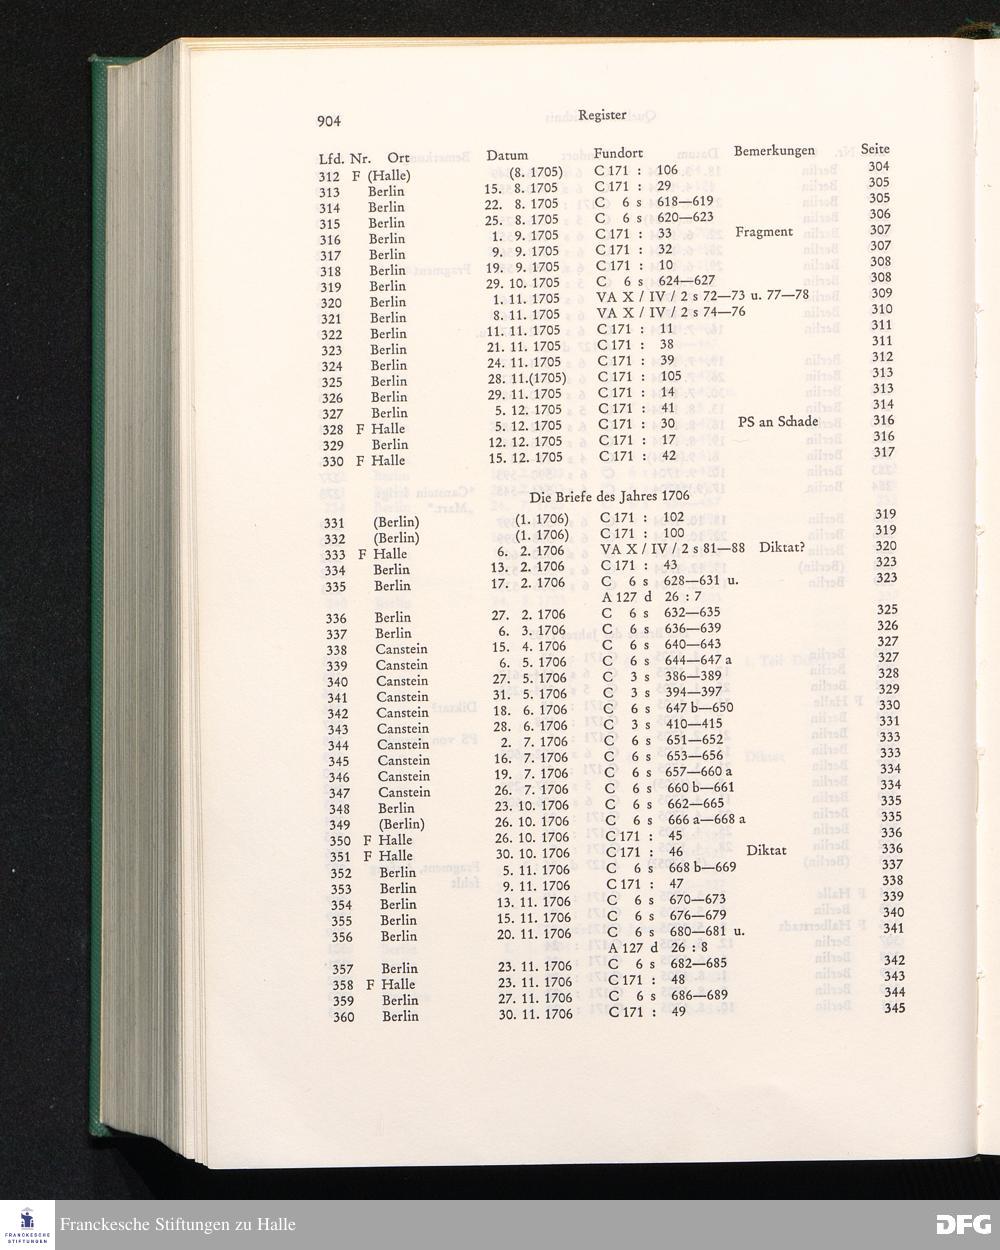 904 Register
Lfd. Nr. Ort Datum Fundort Bemerkungen Seite
312 F (Halle) (8. 1705) C 171 : 106 304
313 Berlin 15. 8. 1705 C 171 : 29 305
314 Berlin 22. 8. 1705 C 6 s 618—619 305
315 Berlin 25. 8. 1705 C 6 s 620—623 306
316 Berlin 1. 9. 1705 C 171 : 33 Fragment 307
317 Berlin 9. 9. 1705 C 171 : 32 307
318 Berlin 19. 9. 1705 C 171 : 10 308
319 Berlin 29. 10. 1705 C 6 s 624—627 308
320 Berlin 1. 11. 1705 VA X / IV / 2 s 72—73 u. 77—78 309
321 Berlin 8. 11. 1705 VA X / IV / 2 s 74—76 310
322 Berlin 11. 11. 1705 C 171 : 11 311
323 Berlin 21. 11. 1705 C 171 : 38 311
324 Berlin 24. 11. 1705 C 171 : 39 312
325 Berlin 28. 11.(1705) C 171 : 105 313
326 Berlin 29. 11. 1705 C 171 : 14 313
327 Berlin 5. 12. 1705 C 171 : 41 314
328 F Halle 5. 12. 1705 C 171 : 30 PS an Schade 316
329 Berlin 12. 12. 1705 C 171 : 17 316
330 F Halle 15. 12. 1705 C 171 : 42 317
Die Briefe des Jahres 1706
331 (Berlin) (1. 1706) C 171 : 102 319
332 (Berlin) (1. 1706) C 171 : 100 319
333 F Halle 6. 2. 1706 VA X / IV / 2 s 81—88 Diktat? 320
334 Berlin 13. 2. 1706 C 171 : 43 323
335 Berlin 17. 2. 1706 C 6 s 628—631 u. 323
A 127 d 26 : 7
336 Berlin 27. 2. 1706 C 6 s 632—635 325
337 Berlin 6. 3. 1706 C 6 s 636—639 326
338 Canstein 15. 4. 1706 C 6 s 640—643 327
339 Canstein 6. 5. 1706 C 6 s 644—647 a 327
340 Canstein 27. 5. 1706 C 3 s 386—389 328
341 Canstein 31. 5. 1706 C 3 s 394—397 329
342 Canstein 18. 6. 1706 C 6 s 647 b—650 330
343 Canstein 28. 6. 1706 C 3 s 410—415 331
344 Canstein 2. 7. 1706 C 6 s 651—652 333
345 Canstein 16. 7. 1706 C 6 s 653—656 333
346 Canstein 19. 7. 1706 C 6 s 657—660 a 334
347 Canstein 26. 7. 1706 C 6 s 660 b—661 334
348 Berlin 23. 10. 1706 C 6 s 662—665 335
349 (Berlin) 26. 10. 1706 C 6 s 666 a—668 a 335
350 F Halle 26. 10. 1706 C 171 : 45 336
351 F Halle 30. 10. 1706 C 171 : 46 Diktat 336
352 Berlin 5. 11. 1706 C 6 s 668 b—669 337
353 Berlin 9. 11. 1706 C 171 : 47 338
354 Berlin 13. 11. 1706 C 6 s 670—673 339
355 Berlin 15. 11. 1706 C 6 s 676—679 340
356 Berlin 20. 11. 1706 C 6 s 680—681 u. 341
A 127 d 26 : 8
357 Berlin 23. 11. 1706 C 6 s 682—685 342
358 F Halle 23. 11. 1706 C 171 : 48 343
359 Berlin 27. 11. 1706 C 6 s 686—689 344
360 Berlin 30. 11. 1706 C 171 : 49 345
FRANCKESCHE STIFTUNGEN
Franckesche Stiftungen zu Halle
DFG